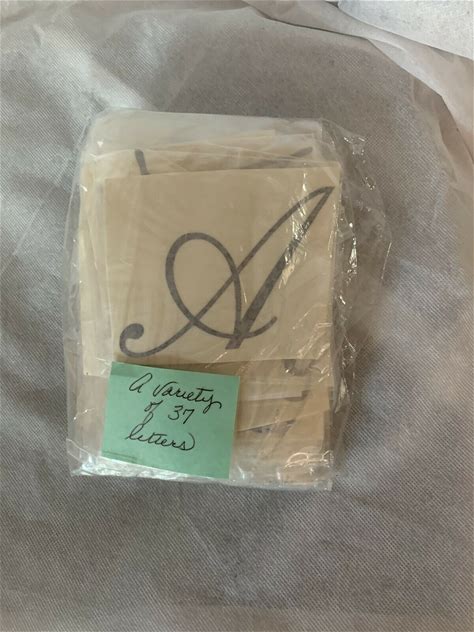 A
A Variety
of 37
letters